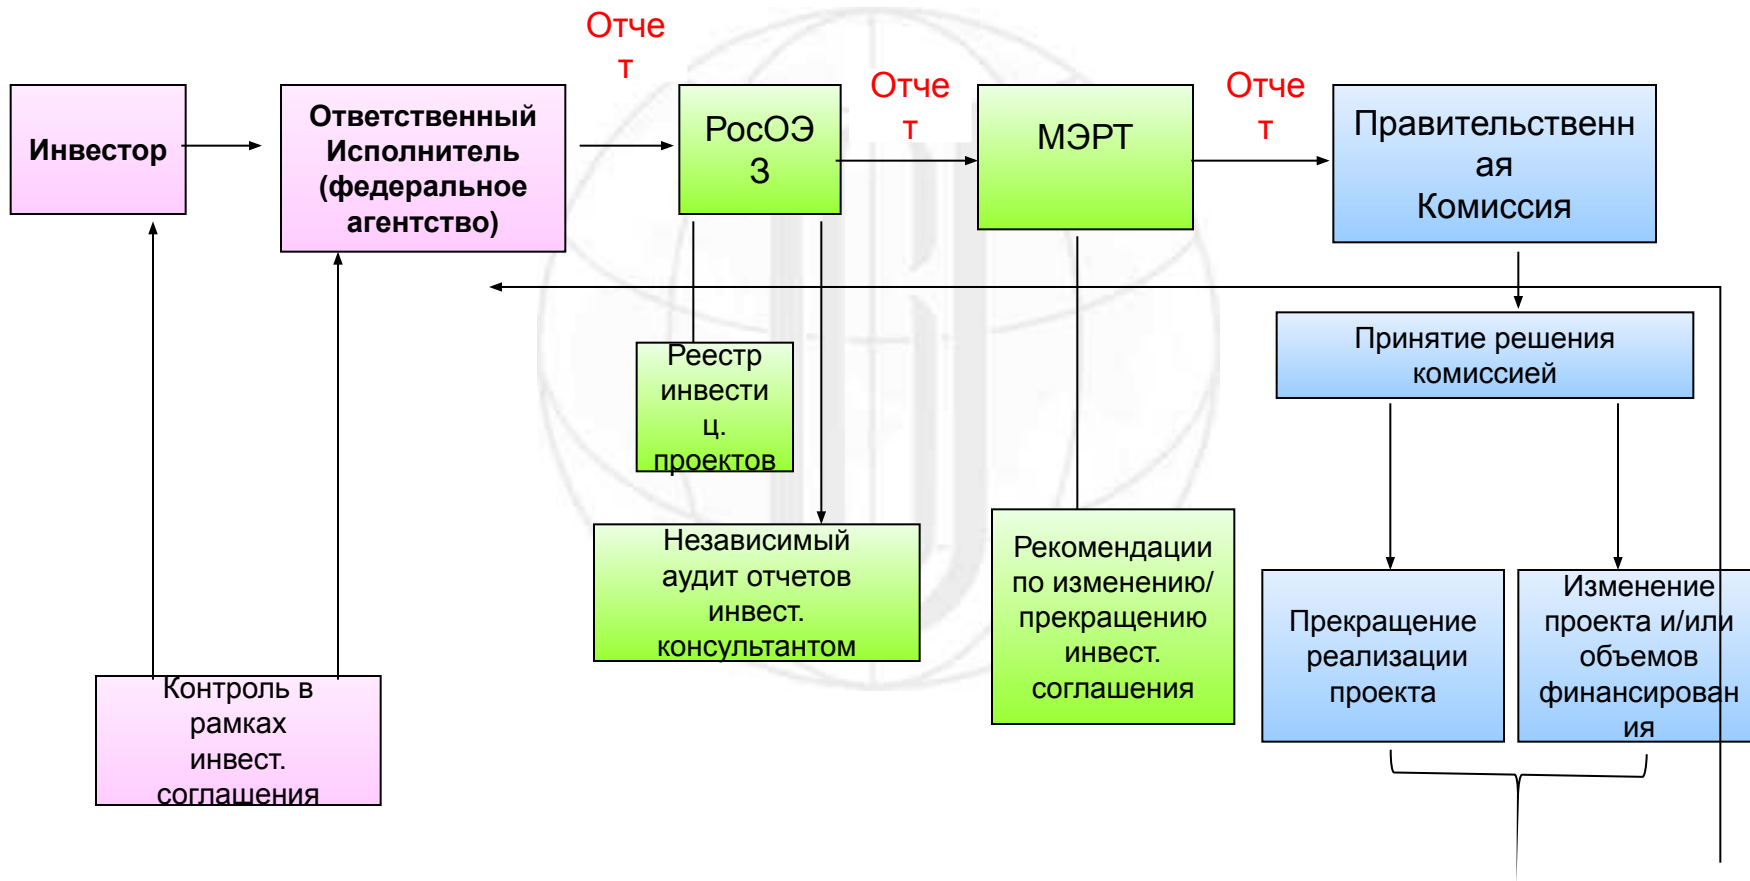 Отче
т
Отче
т
Отче
т
Инвестор
Ответственный
Исполнитель
(федеральное
агентство)
РосОЭ
З
МЭРТ
Правительственн
ая
Комиссия
Принятие решения
комиссией
Реестр
инвести
ц.
проектов
Независимый
аудит отчетов
инвест.
консультантом
Рекомендации
по изменению/
прекращению
инвест.
соглашения
Прекращение
реализации
проекта
Изменение
проекта и/или
объемов
финансирован
ия
Контроль в
рамках
инвест.
соглашения